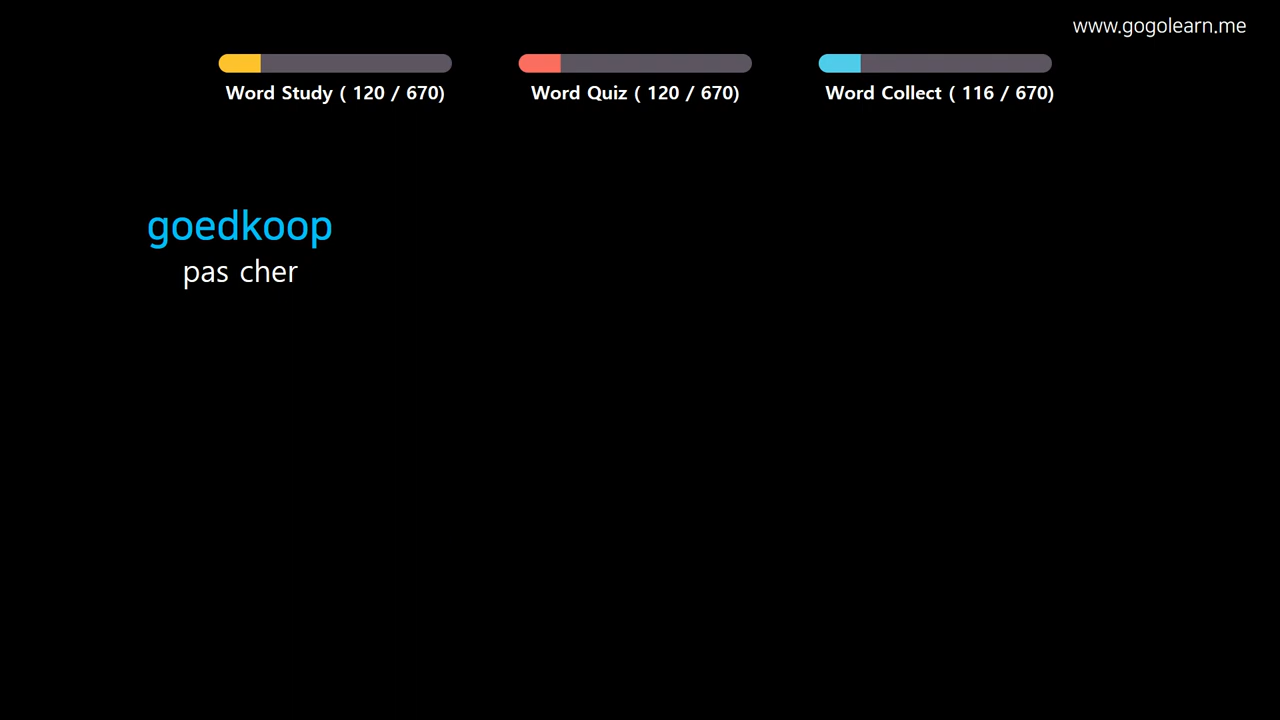 www.gogolearn.me
Word Study ( 120 / 670)
Word Quiz ( 120 / 670)
Word Collect ( 116 / 670)
goedkoop
pas cher